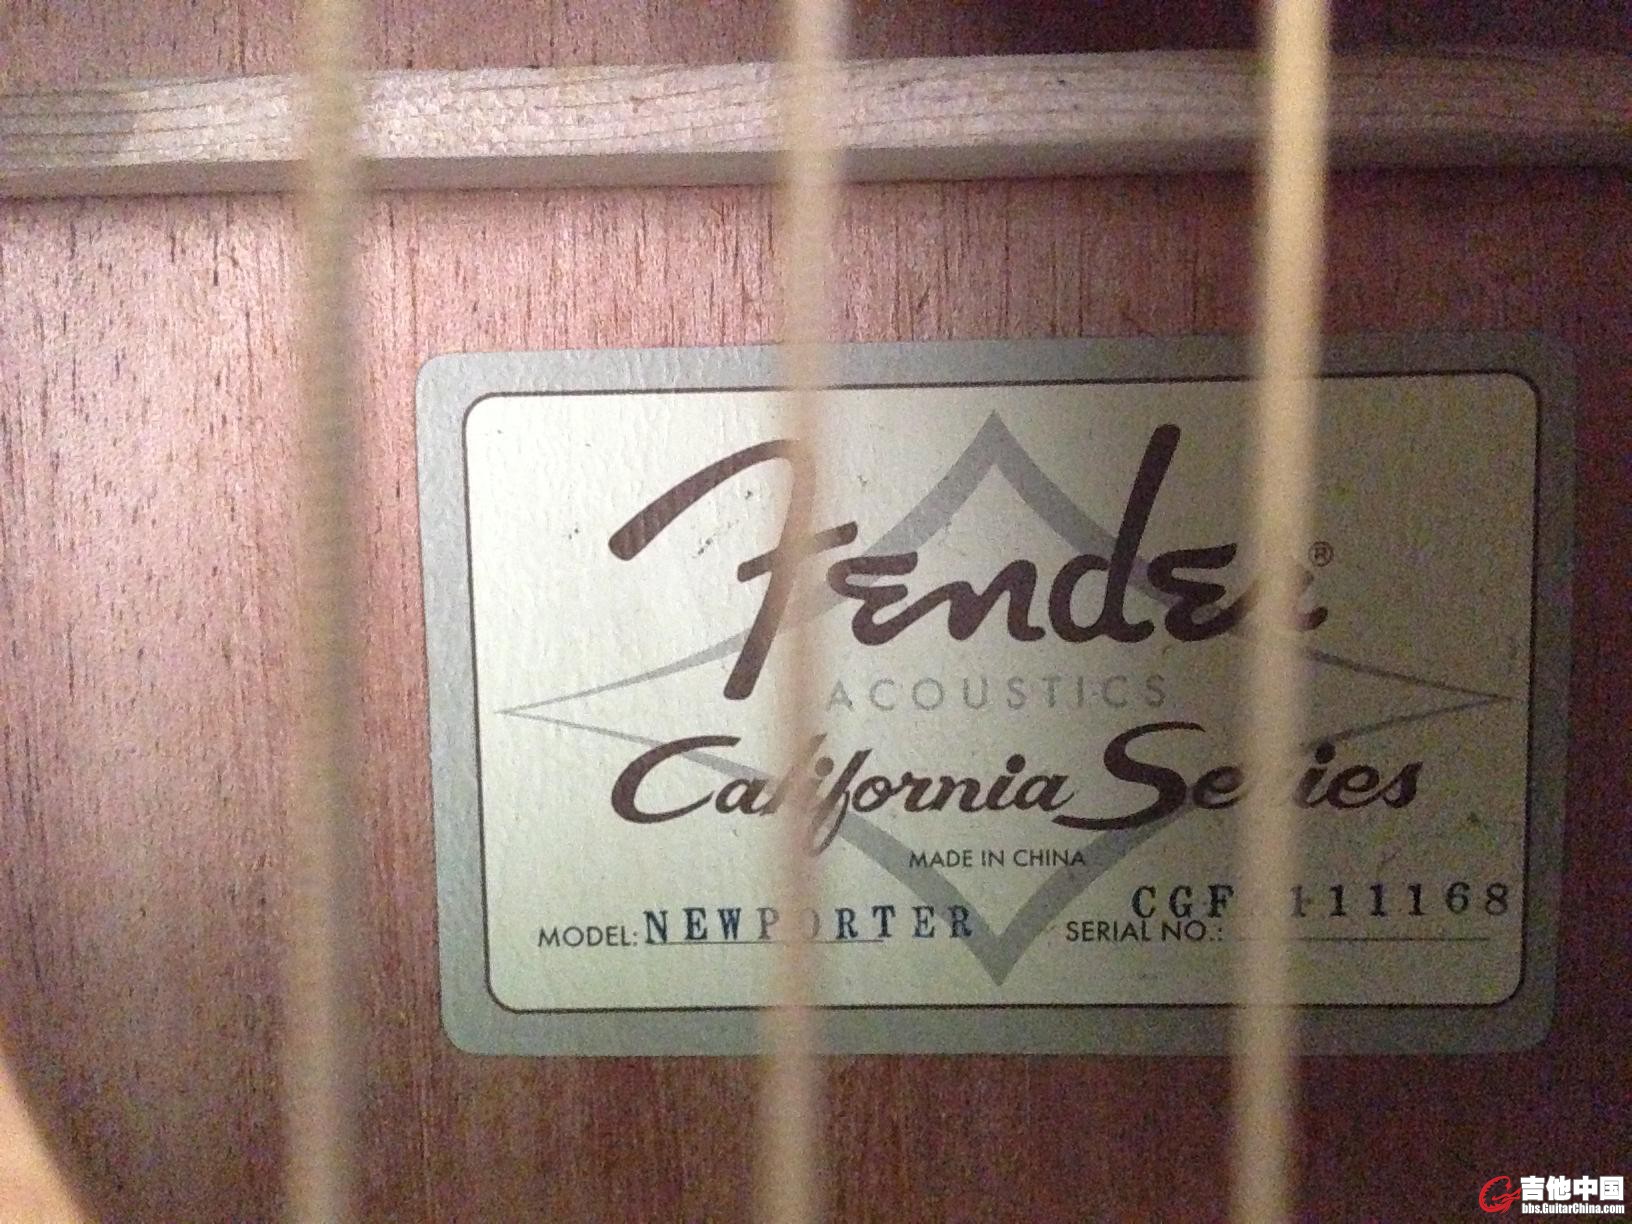 Fender®
ACOUSTICS
California Series
MADE IN CHINA
MODEL: NEWPORTER
SERIAL NO.:
吉他中国
bbs.GuitarChina.com